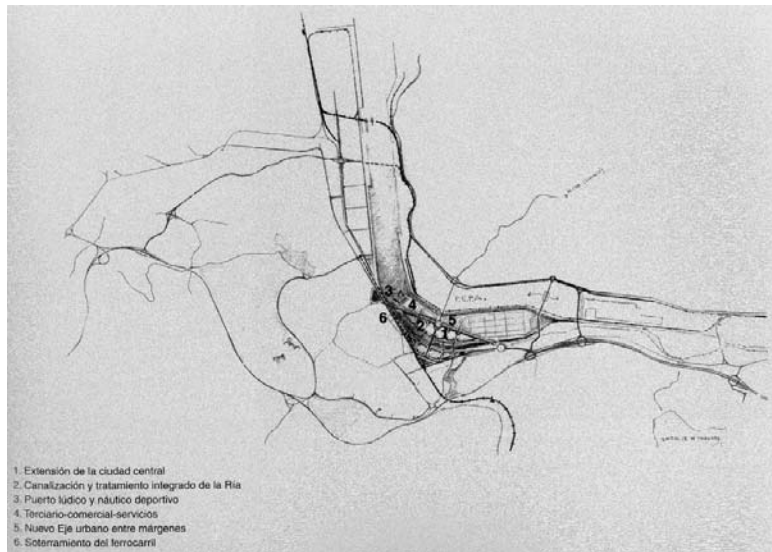 3
4
6
2
5
1
1. Extensión de la ciudad central
2. Canalización y tratamiento integrado de la Ría
3. Puerto lúdico y náutico deportivo
4. Terciario-comercial-servicios
5. Nuevo Eje urbano entre márgenes
6. Soterramiento del ferrocarril